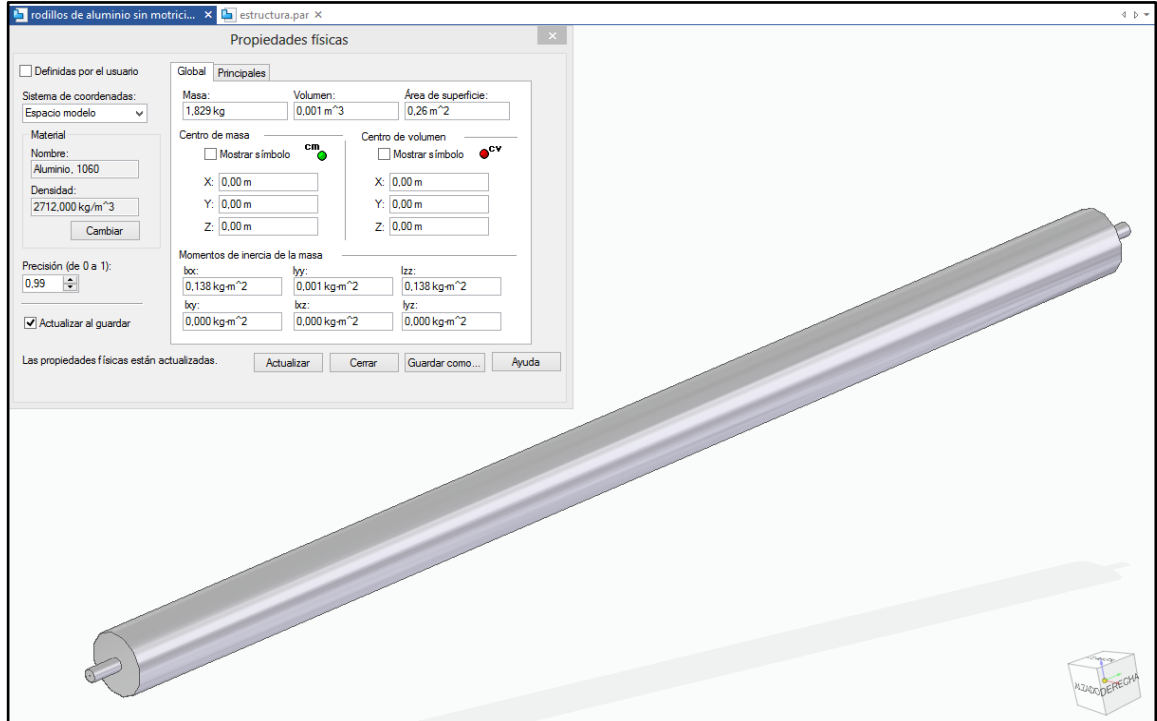 rodillos de aluminio sin motrici... estructura.par
Propiedades físicas
Definidas por el usuario
Sistema de coordenadas:
Espacio modelo
Material
Nombre:
Aluminio, 1060
Densidad:
2712,000 kg/m^3
Cambiar
Precisión (de 0 a 1):
0,99
Actualizar al guardar
Global Principales
Masa: Volumen: Área de superficie:
1,829 kg 0,001 m^3 0,26 m^2
Centro de masa
Mostrar símbolo cm
X: 0,00 m
Y: 0,00 m
Z: 0,00 m
Centro de volumen
Mostrar símbolo cv
X: 0,00 m
Y: 0,00 m
Z: 0,00 m
Momentos de inercia de la masa
Ixx: Iyy: Izz:
0,138 kg-m^2 0,001 kg-m^2 0,138 kg-m^2
Ixy: Ixz: Iyz:
0,000 kg-m^2 0,000 kg-m^2 0,000 kg-m^2
Las propiedades físicas están actualizadas.
Actualizar Cerrar Guardar como... Ayuda
ALZADO DERECHA